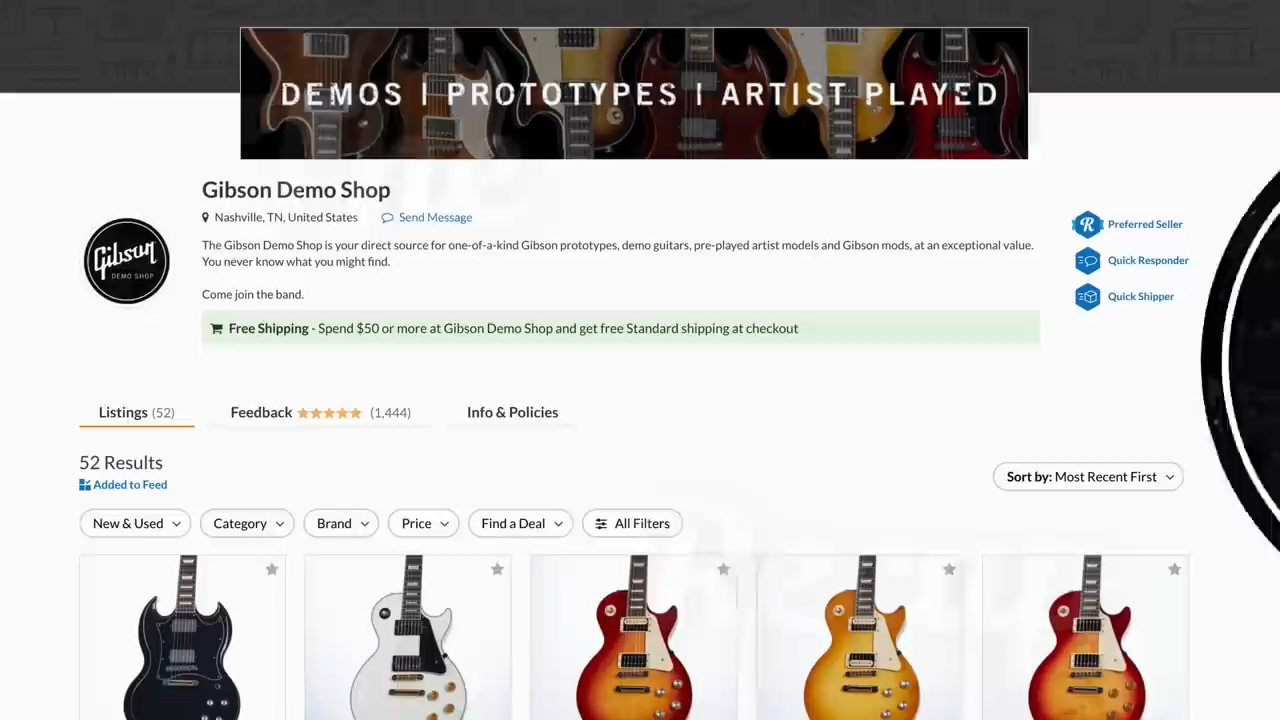 DEMOS | PROTOTYPES | ARTIST PLAYED
Gibson Demo Shop
Nashville, TN, United States
Send Message
The Gibson Demo Shop is your direct source for one-of-a-kind Gibson prototypes, demo guitars, pre-played artist models and Gibson mods, at an exceptional value.
You never know what you might find.
Come join the band.
Gibson
DEMO SHOP
R
Preferred Seller
Quick Responder
Quick Shipper
Free Shipping - Spend $50 or more at Gibson Demo Shop and get free Standard shipping at checkout
Listings (52)
Feedback
(1,444)
Info & Policies
52 Results
Added to Feed
Sort by: Most Recent First
New & Used
Category
Brand
Price
Find a Deal
All Filters